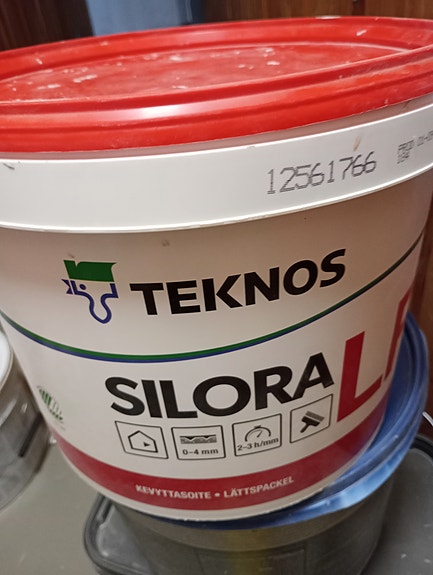 12561766
TEKNOS
SILORA
0-4 mm
2-3 h/mm
KEVYTTASOITE • LÄTTSPACKEL